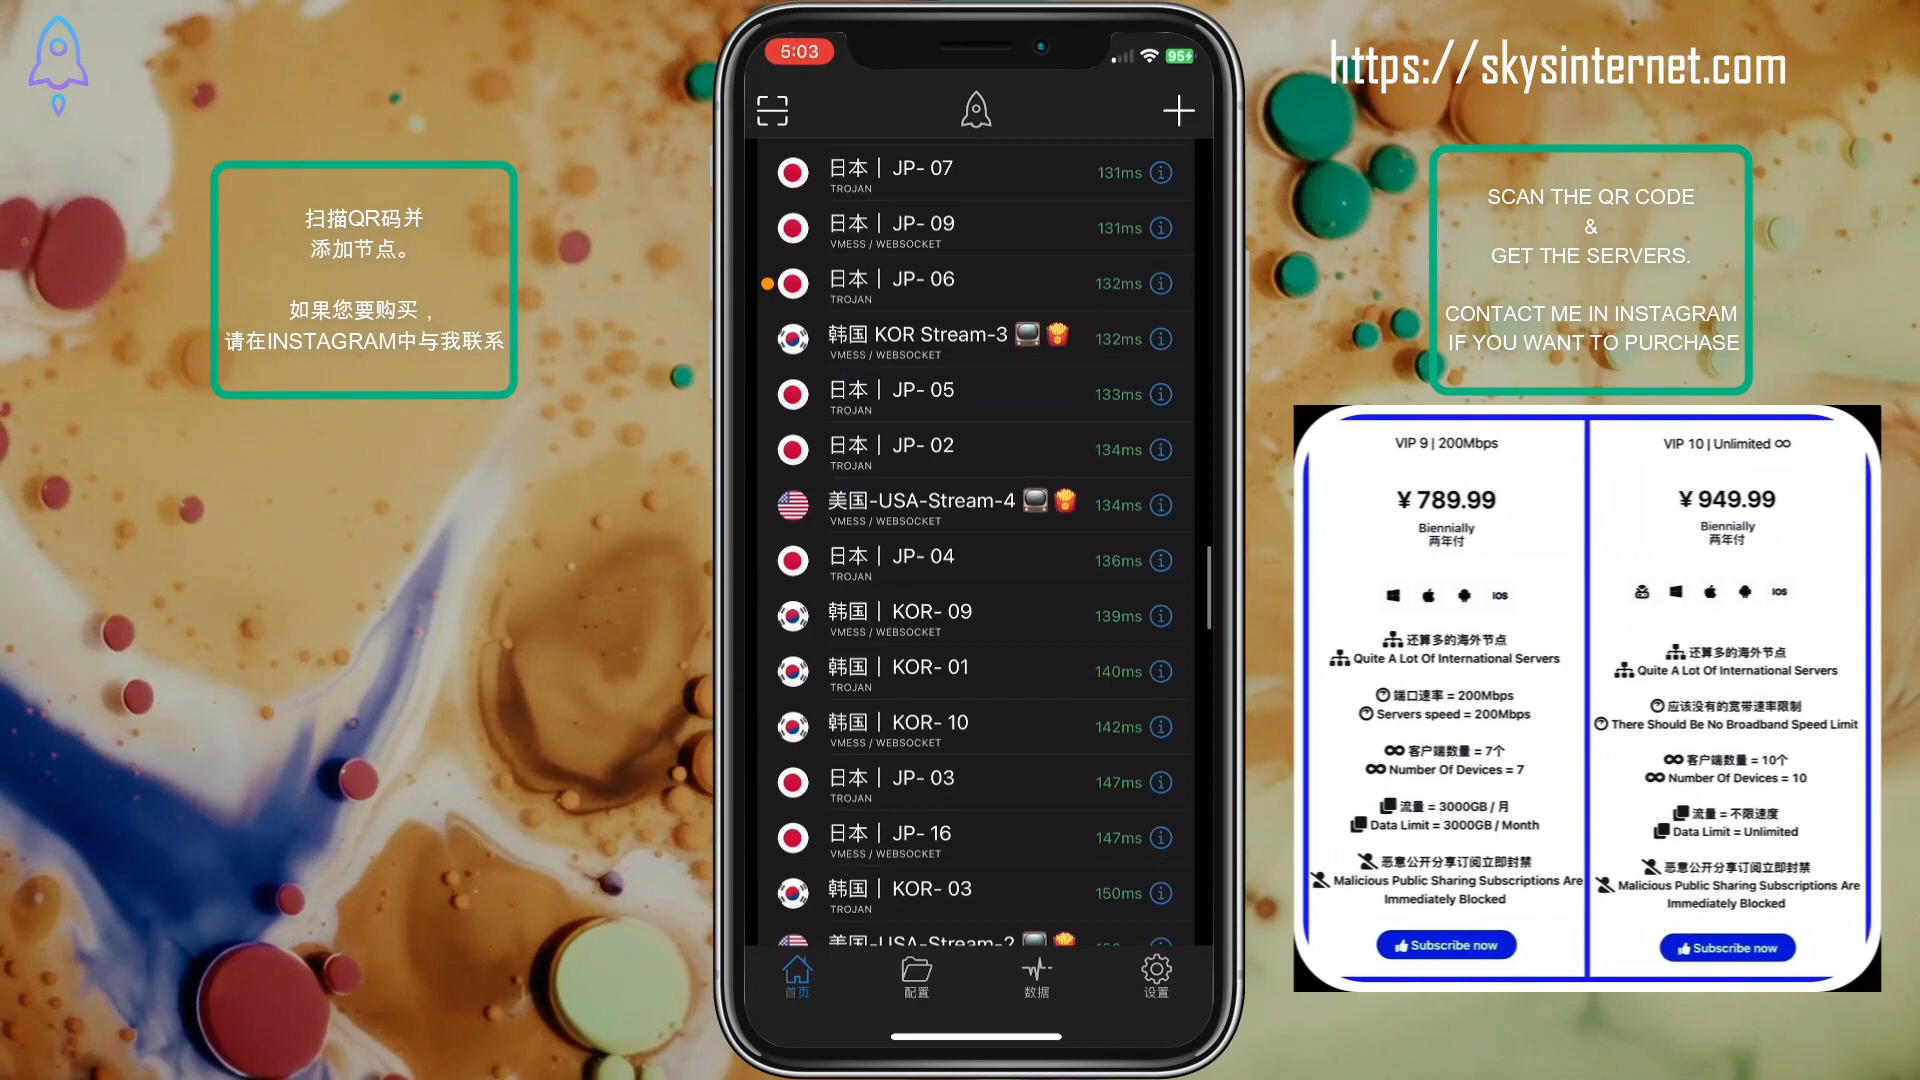 https://skysinternet.com
扫描QR码并
添加节点。
如果您要购买，
请在INSTAGRAM中与我联系
5:03
95
日本｜ JP- 07
TROJAN
131ms
日本｜ JP- 09
VMESS / WEBSOCKET
131ms
日本｜ JP- 06
TROJAN
132ms
韩国 KOR Stream-3 📺🍟
VMESS / WEBSOCKET
132ms
日本｜ JP- 05
TROJAN
133ms
日本｜ JP- 02
TROJAN
134ms
美国-USA-Stream-4 📺🍟
VMESS / WEBSOCKET
134ms
日本｜ JP- 04
TROJAN
136ms
韩国｜ KOR- 09
VMESS / WEBSOCKET
139ms
韩国｜ KOR- 01
TROJAN
140ms
韩国｜ KOR- 10
VMESS / WEBSOCKET
142ms
日本｜ JP- 03
TROJAN
147ms
日本｜ JP- 16
VMESS / WEBSOCKET
147ms
韩国｜ KOR- 03
TROJAN
150ms
美国-USA-Stream-2 📺🍟
首页
配置
数据
设置
SCAN THE QR CODE
&
GET THE SERVERS.
CONTACT ME IN INSTAGRAM
IF YOU WANT TO PURCHASE
VIP 9 | 200Mbps
¥ 789.99
Biennially
两年付
IOS
还算多的海外节点
Quite A Lot Of International Servers
端口速率 = 200Mbps
Servers speed = 200Mbps
客户端数量 = 7个
Number Of Devices = 7
流量 = 3000GB / 月
Data Limit = 3000GB / Month
恶意公开分享订阅立即封禁
Malicious Public Sharing Subscriptions Are
Immediately Blocked
Subscribe now
VIP 10 | Unlimited ∞
¥ 949.99
Biennially
两年付
IOS
还算多的海外节点
Quite A Lot Of International Servers
应该没有的宽带速率限制
There Should Be No Broadband Speed Limit
客户端数量 = 10个
Number Of Devices = 10
流量 = 不限速度
Data Limit = Unlimited
恶意公开分享订阅立即封禁
Malicious Public Sharing Subscriptions Are
Immediately Blocked
Subscribe now